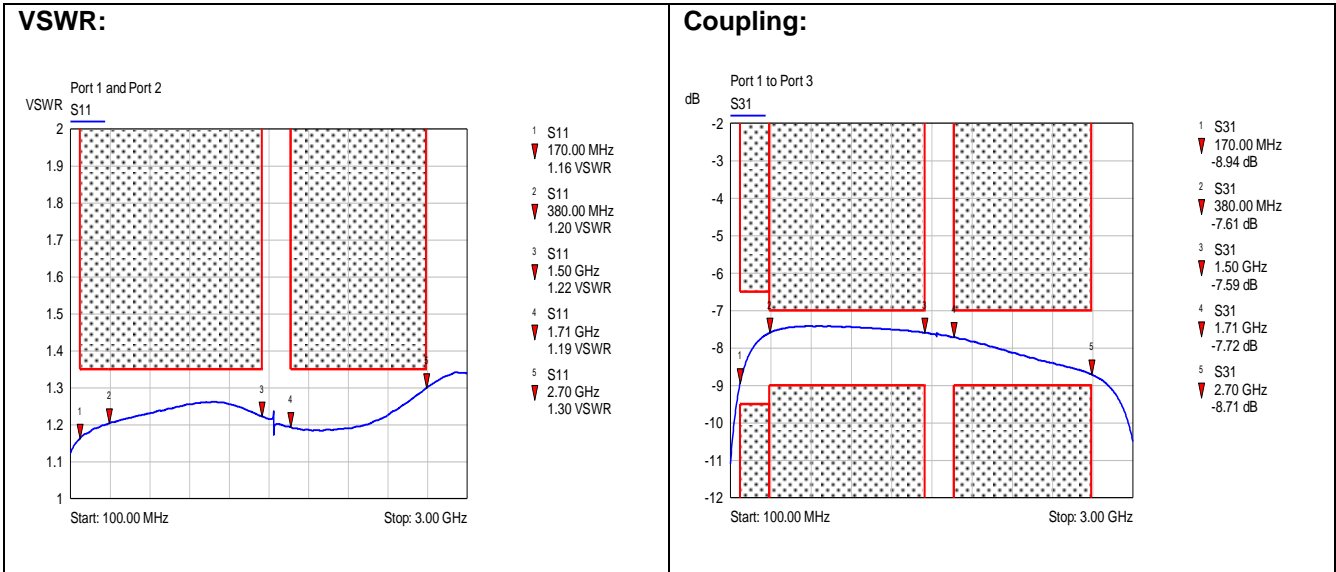 VSWR:
Port 1 and Port 2
VSWR
S11
2
1.9
1.8
1.7
1.6
1.5
1.4
1.3
1.2
1.1
1
1
2
3
4
5
Start: 100.00 MHz
Stop: 3.00 GHz
1 S11
170.00 MHz
1.16 VSWR
2 S11
380.00 MHz
1.20 VSWR
3 S11
1.50 GHz
1.22 VSWR
4 S11
1.71 GHz
1.19 VSWR
5 S11
2.70 GHz
1.30 VSWR
Coupling:
Port 1 to Port 3
dB
S31
-2
-3
-4
-5
-6
-7
-8
-9
-10
-11
-12
1
2
3
4
5
Start: 100.00 MHz
Stop: 3.00 GHz
1 S31
170.00 MHz
-8.94 dB
2 S31
380.00 MHz
-7.61 dB
3 S31
1.50 GHz
-7.59 dB
4 S31
1.71 GHz
-7.72 dB
5 S31
2.70 GHz
-8.71 dB